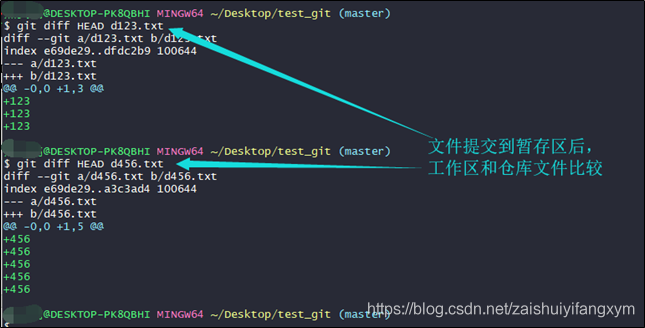 @DESKTOP-PK8QBHI MINGW64 ~/Desktop/test_git (master)
$ git diff HEAD d123.txt
diff --git a/d123.txt b/d123.txt
index e69de29..dfdc2b9 100644
--- a/d123.txt
+++ b/d123.txt
@@ -0,0 +1,3 @@
+123
+123
+123
文件提交到暂存区后,
工作区和仓库文件比较
@DESKTOP-PK8QBHI MINGW64 ~/Desktop/test_git (master)
$ git diff HEAD d456.txt
diff --git a/d456.txt b/d456.txt
index e69de29..a3c3ad4 100644
--- a/d456.txt
+++ b/d456.txt
@@ -0,0 +1,5 @@
+456
+456
+456
+456
+456
@DESKTOP-PK8QBHI MINGW64 ~/Desktop/test_git (master)
$
https://blog.csdn.net/zaishuiyifangxym